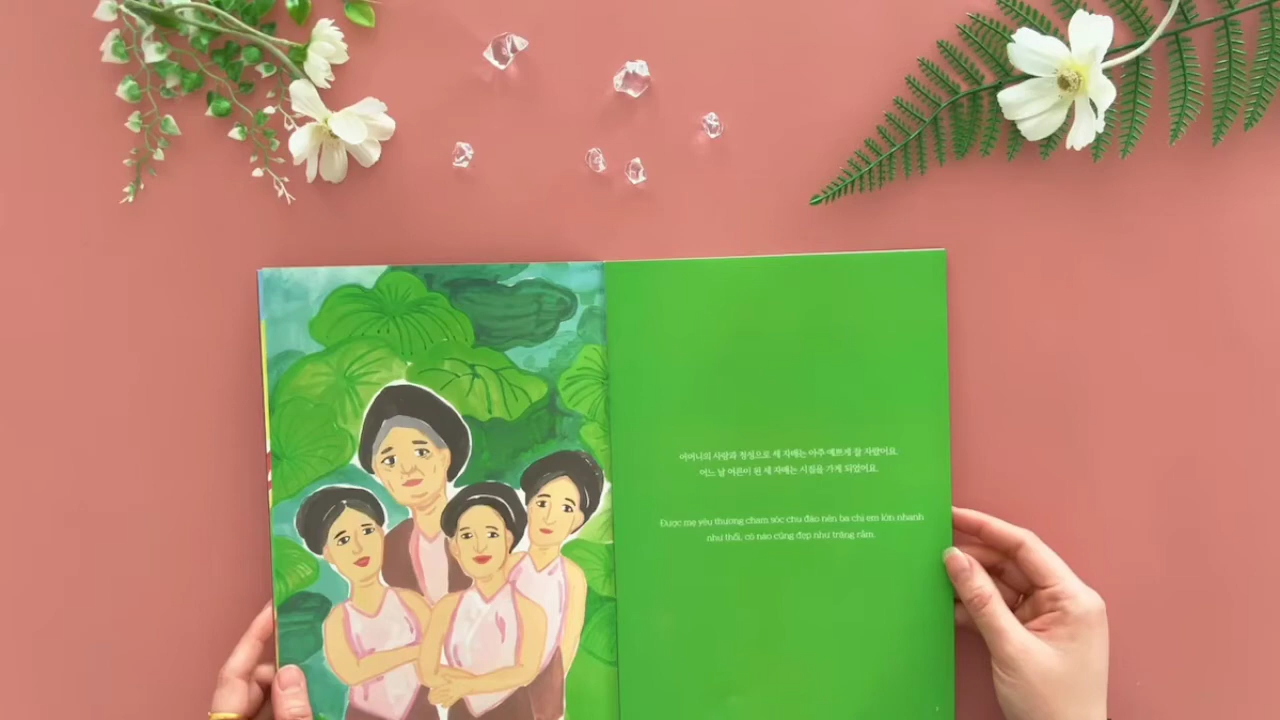 어머니의 사랑과 정성으로 세 자매는 아주 예쁘게 잘 자랐어요.
어느 날 어른이 된 세 자매는 시집을 가게 되었어요.
Được mẹ yêu thương chăm sóc chu đáo nên ba chị em lớn nhanh
như thổi, cô nào cũng đẹp như trăng rằm.